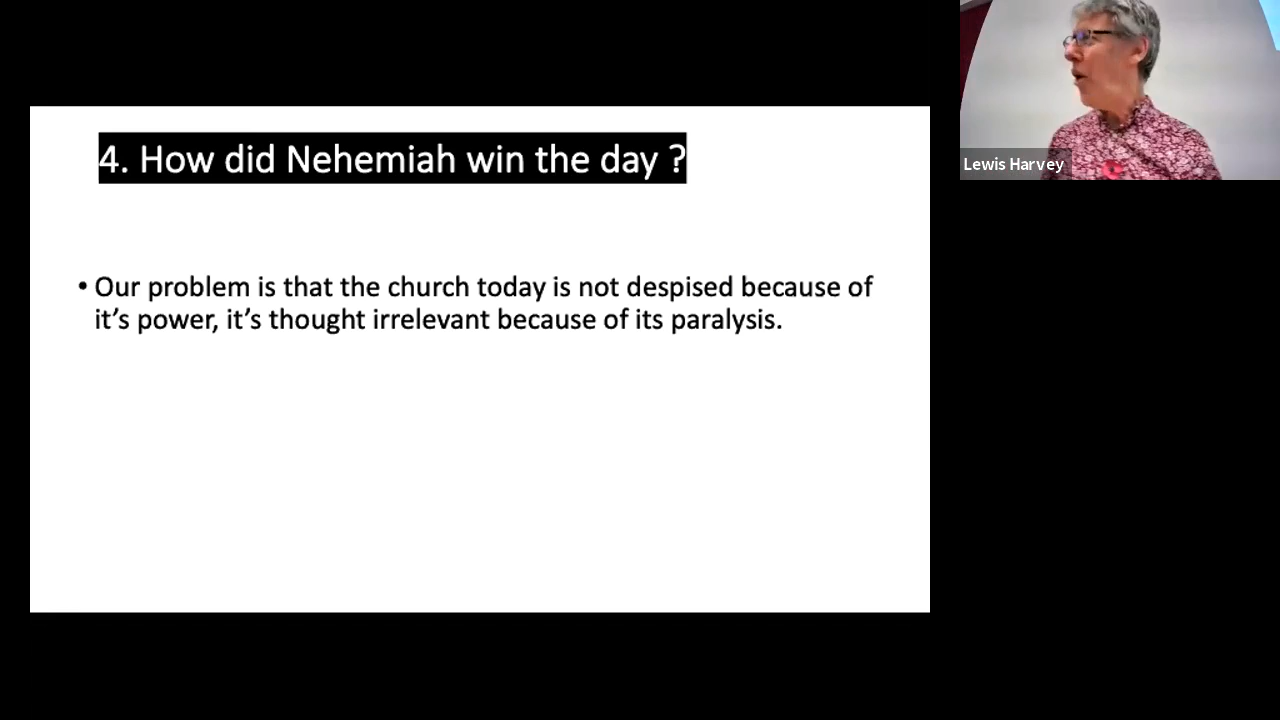 4. How did Nehemiah win the day ?
• Our problem is that the church today is not despised because of
it’s power, it’s thought irrelevant because of its paralysis.
Lewis Harvey